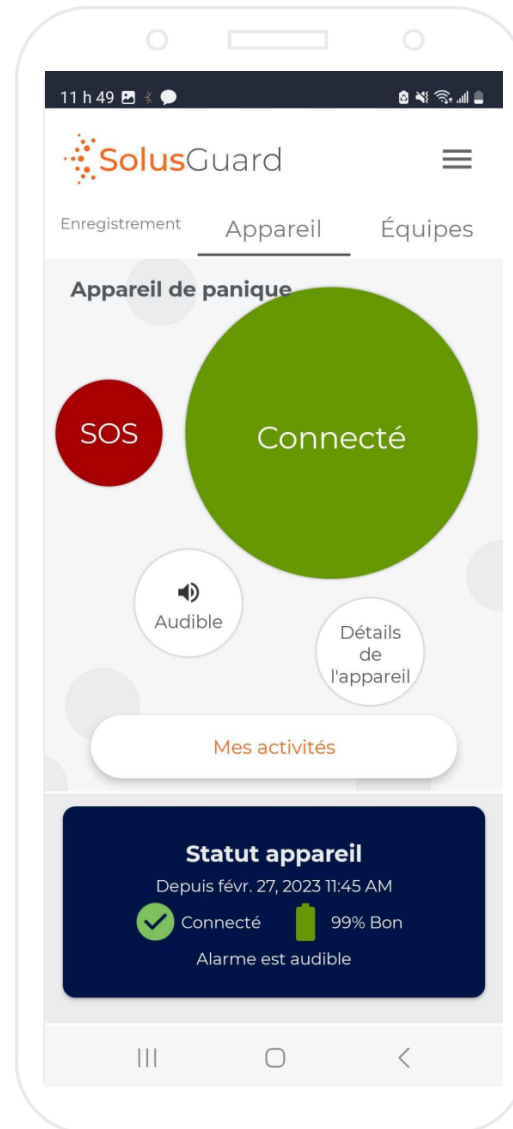 11 h 49
SolusGuard
Enregistrement
Appareil
Équipes
Appareil de panique
SOS
Connecté
Audible
Détails
de
l'appareil
Mes activités
Statut appareil
Depuis févr. 27, 2023 11:45 AM
Connecté
99% Bon
Alarme est audible